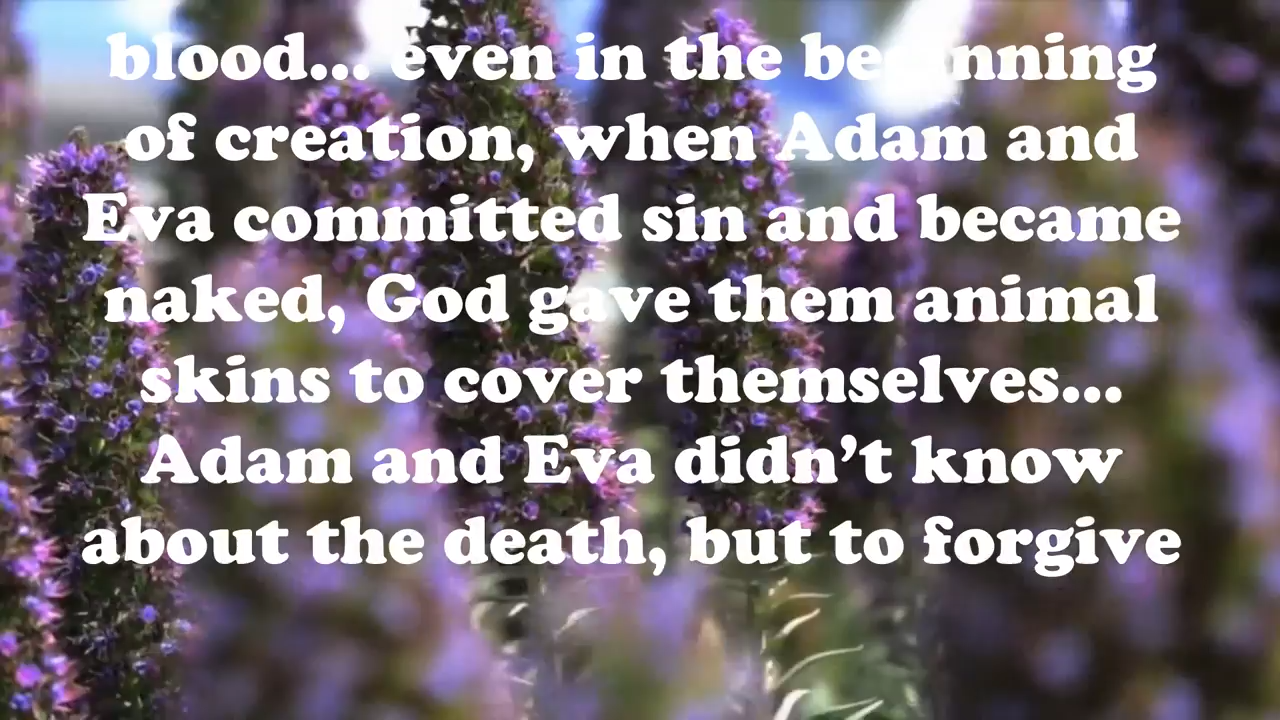 blood... even in the beginning
of creation, when Adam and
Eva committed sin and became
naked, God gave them animal
skins to cover themselves...
Adam and Eva didn’t know
about the death, but to forgive